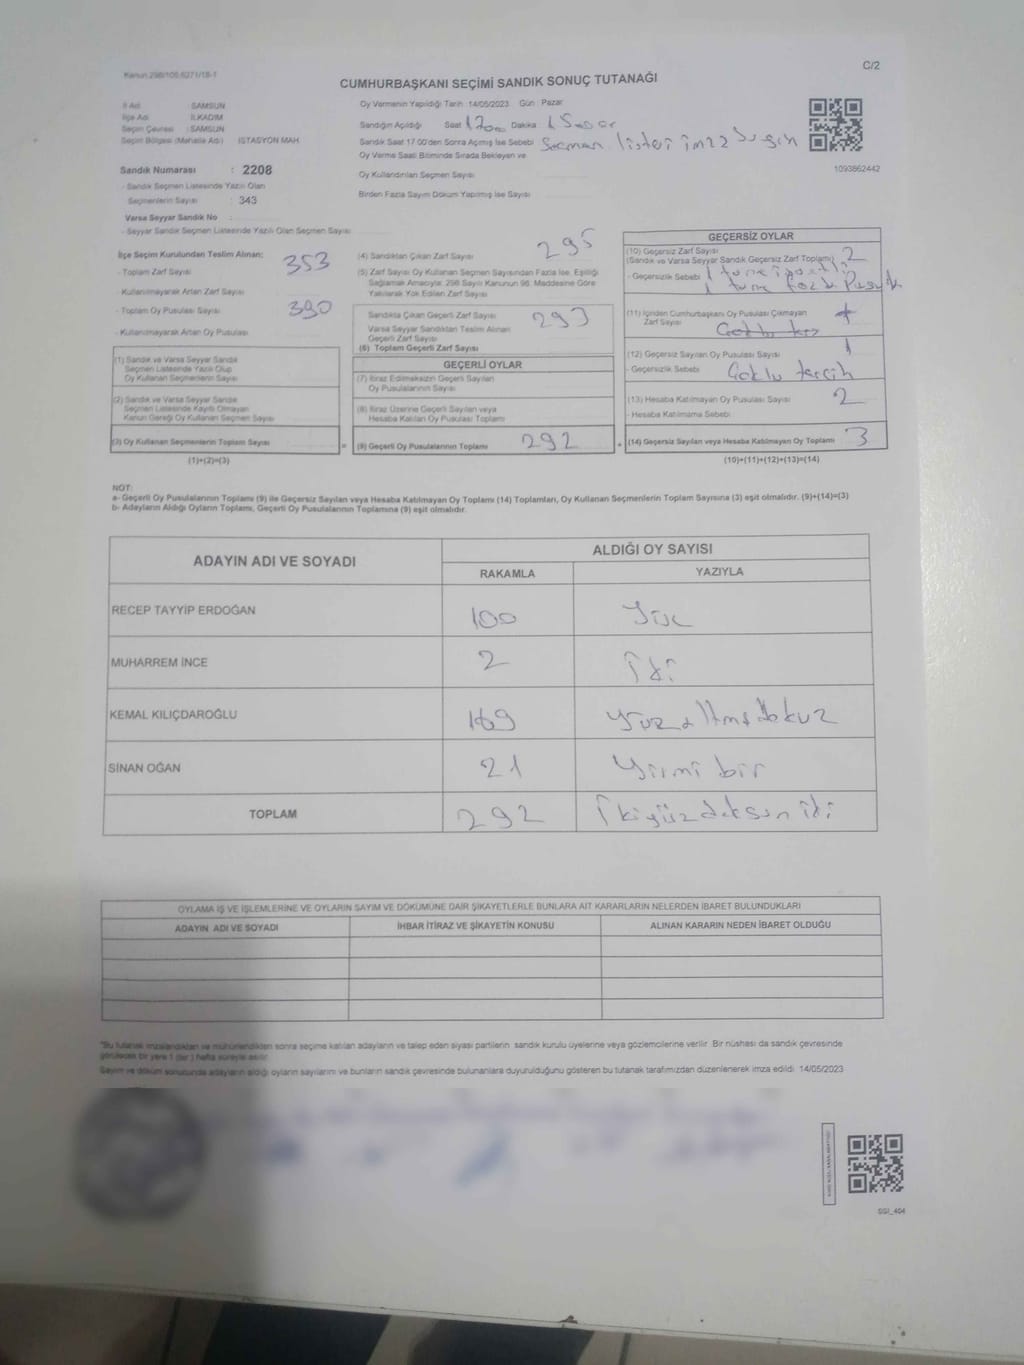 Kanun 298/105,6271/18-1
C/2
CUMHURBAŞKANI SEÇİMİ SANDIK SONUÇ TUTANAĞI
İl Adı : SAMSUN
İlçe Adı : İLKADIM
Seçim Çevresi : SAMSUN
Seçim Bölgesi (Mahalle Adı) : İSTASYON MAH.
Sandık Numarası : 2208
- Sandık Seçmen Listesinde Yazılı Olan
Seçmenlerin Sayısı : 343
Varsa Seyyar Sandık No :
- Seyyar Sandık Seçmen Listesinde Yazılı Olan Seçmen Sayısı
Oy Vermenin Yapıldığı Tarih : 14/05/2023 Gün : Pazar
Sandığın Açıldığı Saat 17.00 Dakika
Sandık Saat 17:00'den Sonra Açımış İse Sebebi Seçmen listesi imza
Oy Verme Saati Bitiminde Sırada Bekleyen ve
Oy Kullandırılan Seçmen Sayısı
Birden Fazla Sayım Döküm Yapılmış İse Sayısı
1093862442
İlçe Seçim Kurulundan Teslim Alınan;
- Toplam Zarf Sayısı 353
- Kullanılmayarak Artan Zarf Sayısı
- Toplam Oy Pusulası Sayısı 390
- Kullanılmayarak Artan Oy Pusulası
(1) Sandık ve Varsa Seyyar Sandık
Seçmen Listesinde Yazılı Olup
Oy Kullanan Seçmenlerin Sayısı
(2) Sandık ve Varsa Seyyar Sandık
Seçmen Listesinde Kayıtlı Olmayan
Kanun Gereği Oy Kullanan Seçmen Sayısı
(3) Oy Kullanan Seçmenlerin Toplam Sayısı =
(1)+(2)=(3)
(4) Sandıktan Çıkan Zarf Sayısı 295
(5) Zarf Sayısı Oy Kullanan Seçmen Sayısından Fazla İse, Eşitliği
Sağlamak Amacıyla; 298 Sayılı Kanunun 98. Maddesine Göre
Yakılarak Yok Edilen Zarf Sayısı
Sandıkta Çıkan Geçerli Zarf Sayısı 293
Varsa Seyyar Sandıktan Teslim Alınan
Geçerli Zarf Sayısı
(6) Toplam Geçerli Zarf Sayısı
GEÇERLİ OYLAR
(7) İtiraz Edilmeksizin Geçerli Sayılan
Oy Pusulalarının Sayısı
(8) İtiraz Üzerine Geçerli Sayılan veya
Hesaba Katılan Oy Pusulası Toplamı
(9) Geçerli Oy Pusulalarının Toplamı 292 +
GEÇERSİZ OYLAR
(10) Geçersiz Zarf Sayısı
(Sandık ve Varsa Seyyar Sandık Geçersiz Zarf Toplamı) 2
- Geçersizlik Sebebi 1 tane
1 tane fazla Pusula
(11) İçinden Cumhurbaşkanı Oy Pusulası Çıkmayan
Zarf Sayısı
(12) Geçersiz Sayılan Oy Pusulası Sayısı 1
- Geçersizlik Sebebi Çoklu tercih
(13) Hesaba Katılmayan Oy Pusulası Sayısı 2
- Hesaba Katılmama Sebebi
(14) Geçersiz Sayılan veya Hesaba Katılmayan Oy Toplamı 3
(10)+(11)+(12)+(13)=(14)
NOT:
a- Geçerli Oy Pusulalarının Toplamı (9) ile Geçersiz Sayılan veya Hesaba Katılmayan Oy Toplamı (14) Toplamları, Oy Kullanan Seçmenlerin Toplam Sayısına (3) eşit olmalıdır. (9)+(14)=(3)
b- Adayların Aldığı Oyların Toplamı, Geçerli Oy Pusulalarının Toplamına (9) eşit olmalıdır.
ADAYIN ADI VE SOYADI
ALDIĞI OY SAYISI
RAKAMLA YAZIYLA
RECEP TAYYİP ERDOĞAN 100 Yüz
MUHARREM İNCE 2 İki
KEMAL KILIÇDAROĞLU 169 Yüzaltmışdokuz
SİNAN OĞAN 21 Yirmi bir
TOPLAM 292 İkiyüzdoksan iki
OYLAMA İŞ VE İŞLEMLERİNE VE OYLARIN SAYIM VE DÖKÜMÜNE DAİR ŞİKAYETLERLE BUNLARA AİT KARARLARIN NELERDEN İBARET BULUNDUKLARI
ADAYIN ADI VE SOYADI İHBAR İTİRAZ VE ŞİKAYETİN KONUSU ALINAN KARARIN NEDEN İBARET OLDUĞU
*Bu tutanak imzalandıktan ve mühürlendikten sonra seçime katılan adayların ve talep eden siyasi partilerin sandık kurulu üyelerine veya gözlemcilerine verilir. Bir nüshası da sandık çevresinde
görülecek bir yere 1 (bir ) hafta süreyle asılır.
Sayım ve döküm sonucunda adayların aldığı oyların sayılarını ve bunların sandık çevresinde bulunanlara duyurulduğunu gösteren bu tutanak tarafımızdan düzenlenerek imza edildi. 14/05/2023
SSI_404